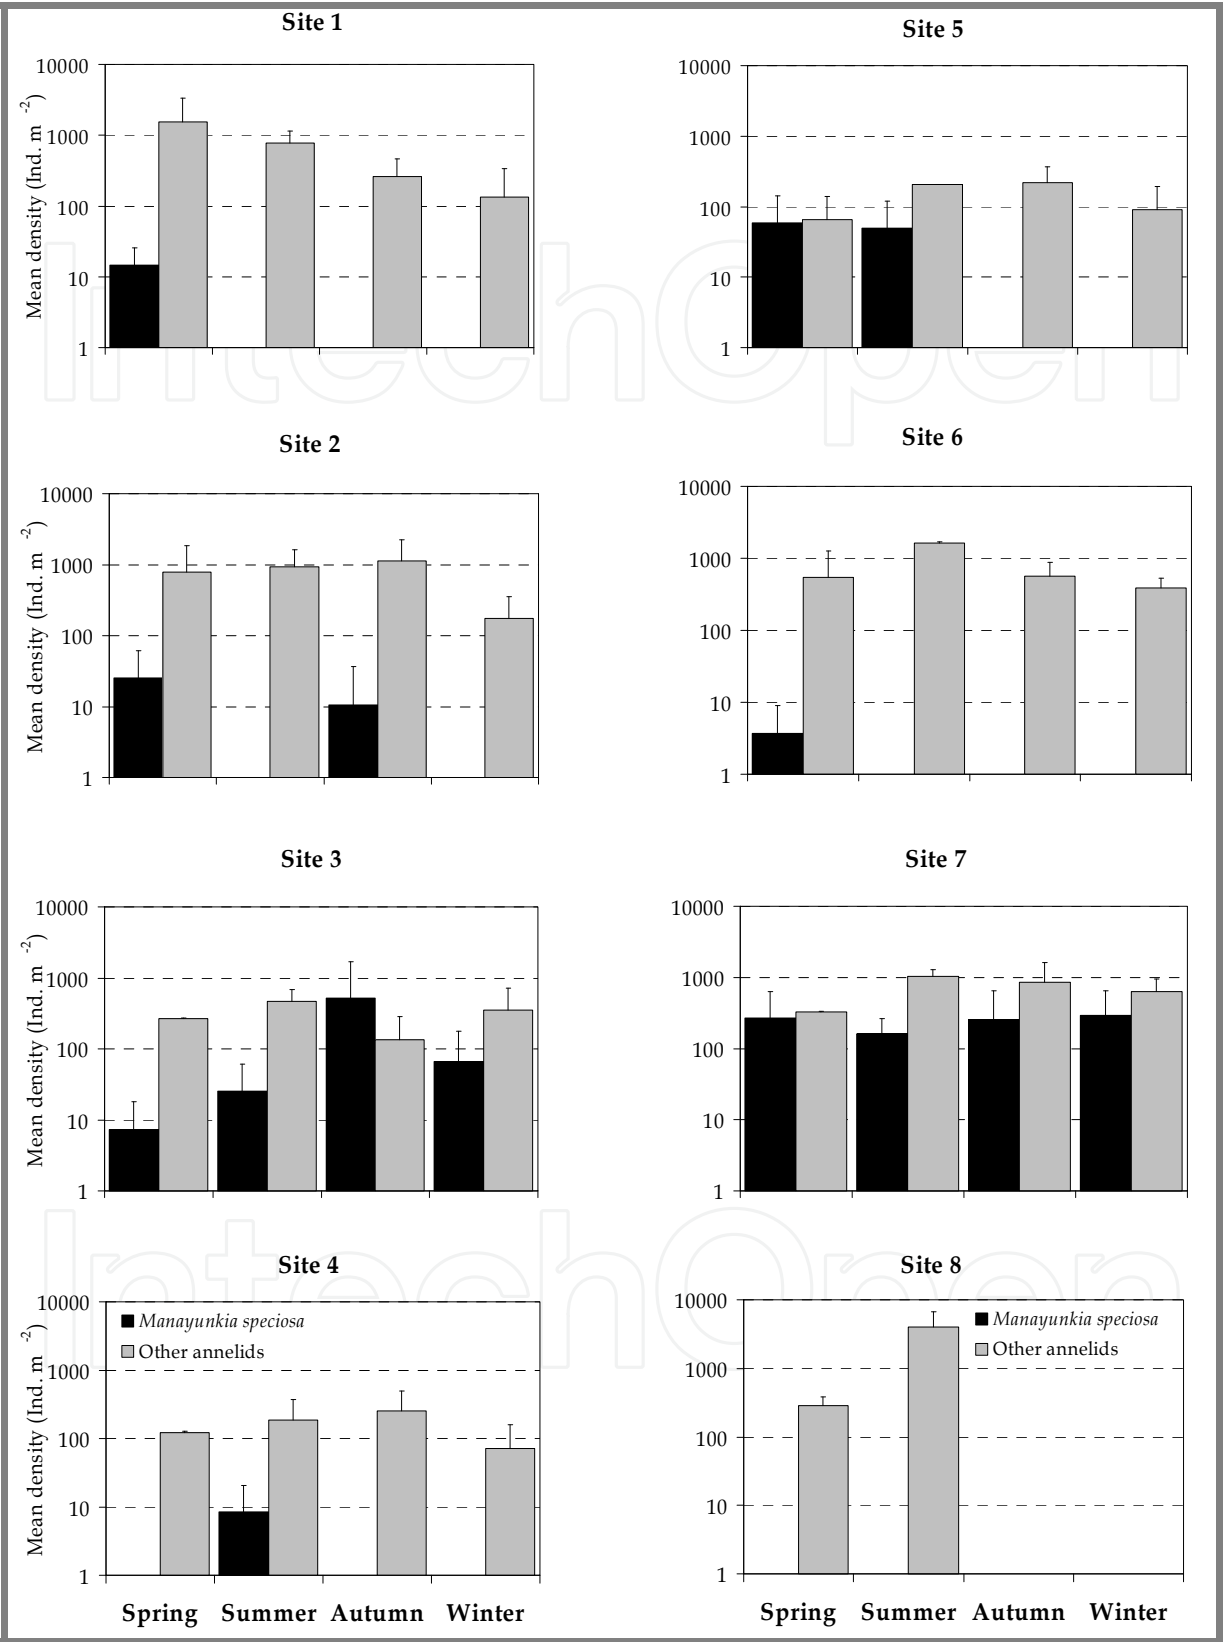 Site 1
10000
1000
100
10
1
Mean density (Ind. m -2)
Site 5
10000
1000
100
10
1
Site 2
10000
1000
100
10
1
Mean density (Ind. m -2)
Site 6
10000
1000
100
10
1
Site 3
10000
1000
100
10
1
Mean density (Ind. m -2)
Site 7
10000
1000
100
10
1
Site 4
10000
1000
100
10
1
Mean density (Ind. m -2)
Manayunkia speciosa
Other annelids
Spring Summer Autumn Winter
Site 8
10000
1000
100
10
1
Manayunkia speciosa
Other annelids
Spring Summer Autumn Winter
IntechOpen
IntechOpen